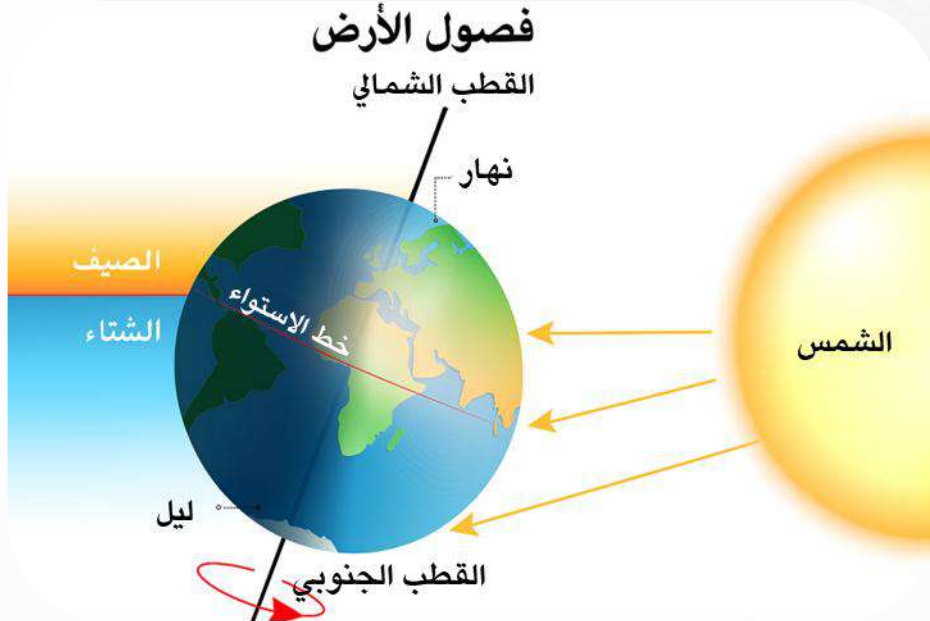 فصول الأرض
القطب الشمالي
نهار
الصيف
خط الاستواء
الشتاء
الشمس
ليل
القطب الجنوبي